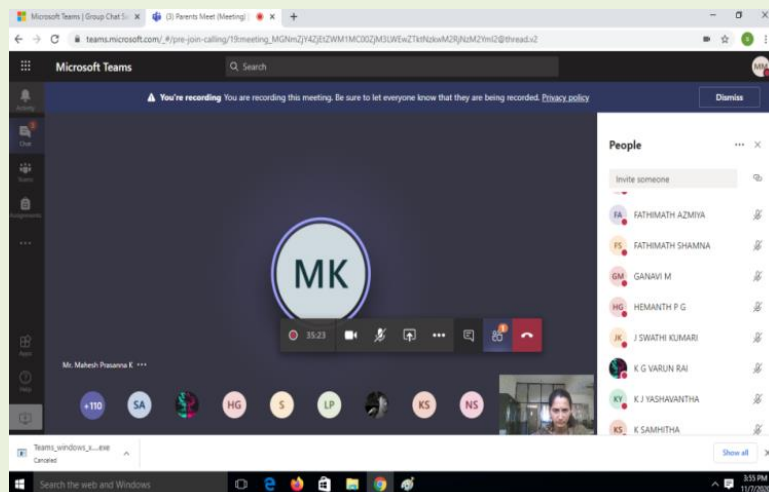 Microsoft Teams | Group Chat S
(3) Parents Meet (Meeting)
teams.microsoft.com/_#/pre-join-calling/19:meeting_
Microsoft Teams
Search
MM
Activity
You're recording You are recording this meeting. Be sure to let everyone know that they are being recorded. Privacy policy
Dismiss
Chat
Teams
Assignments
Apps
Help
People
Invite someone
FA FATHIMATH AZMIYA
FS FATHIMATH SHAMNA
GM GANAVI M
HG HEMANTH P G
JK J SWATHI KUMARI
K G VARUN RAI
KY K J YASHAVANTHA
KS K SAMHITHA
MK
35:23
Mr. Mahesh Prasanna K
+110 SA HG S LP KS NS
Teams_windows_x....exe
Canceled
Show all
Search the web and Windows
3:55 PM